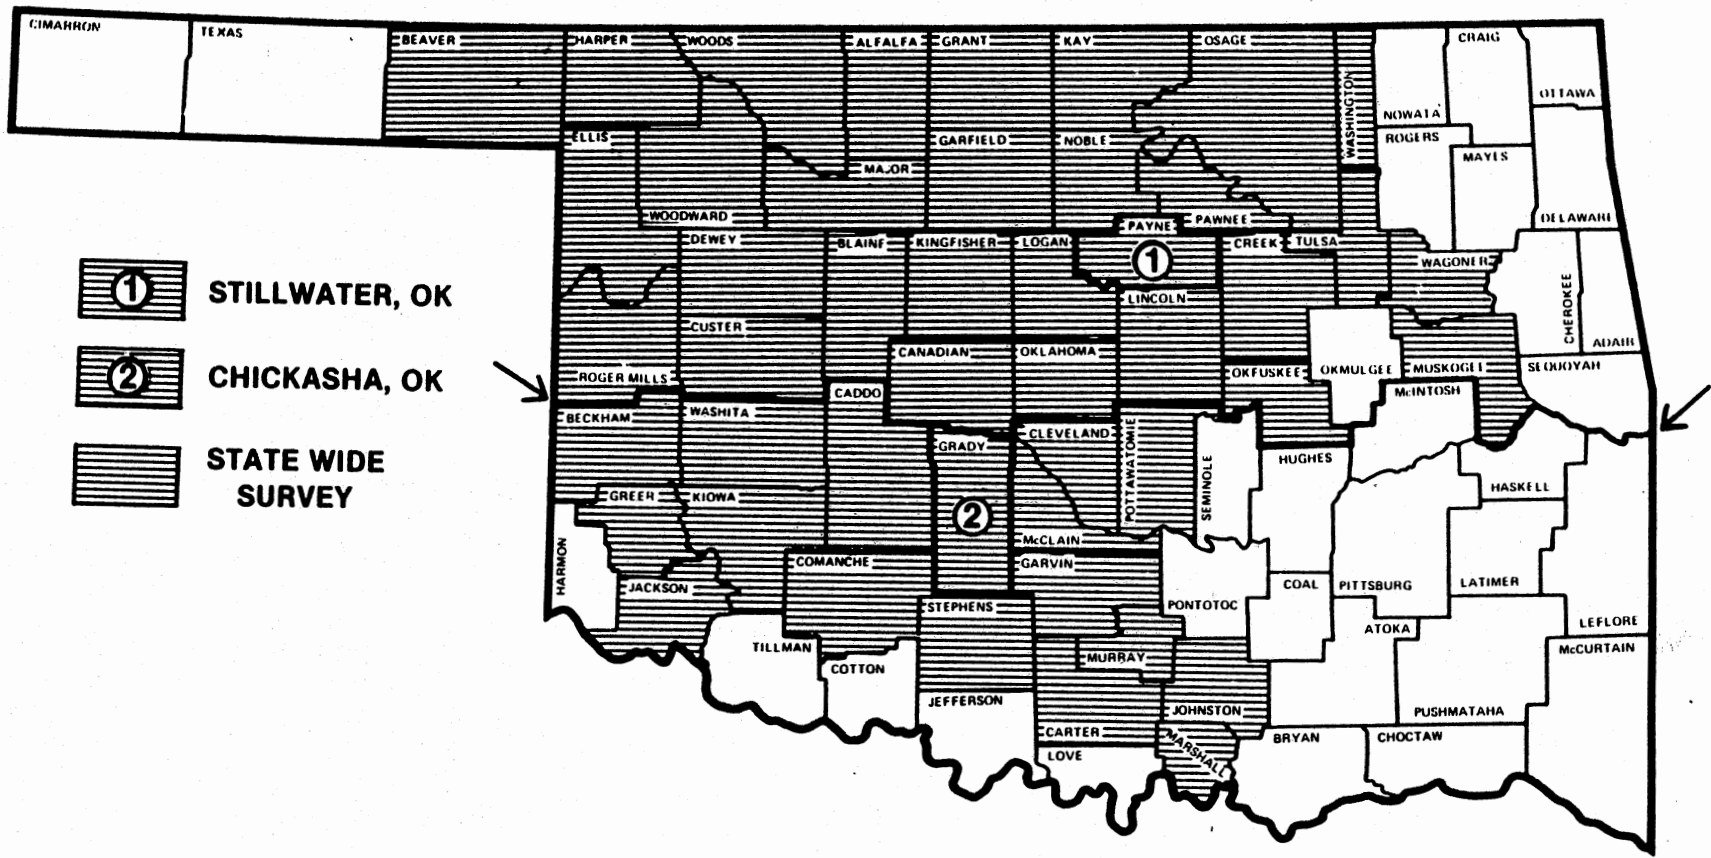 CIMARRON
TEXAS
BEAVER
HARPER
WOODS
ALFALFA
GRANT
KAY
OSAGE
WASHINGTON
NOWATA
CRAIG
OTTAWA
ELLIS
GARFIELD
NOBLE
ROGERS
MAYES
MAJOR
WOODWARD
PAYNE
PAWNEE
DELAWARE
DEWEY
BLAINE
KINGFISHER
LOGAN
1
CREEK
TULSA
WAGONER
CHEROKEE
ADAIR
1 STILLWATER, OK
LINCOLN
CUSTER
CANADIAN
OKLAHOMA
2 CHICKASHA, OK
ROGER MILLS
CADDO
OKFUSKEE
OKMULGEE
MUSKOGEE
SEQUOYAH
McINTOSH
BECKHAM
WASHITA
GRADY
CLEVELAND
POTTAWATOMIE
SEMINOLE
HUGHES
HASKELL
STATE WIDE
SURVEY
GREER
KIOWA
2
McCLAIN
HARMON
JACKSON
COMANCHE
GARVIN
STEPHENS
PONTOTOC
COAL
PITTSBURG
LATIMER
LEFLORE
ATOKA
TILLMAN
COTTON
MURRAY
McCURTAIN
JEFFERSON
JOHNSTON
PUSHMATAHA
CARTER
LOVE
MARSHALL
BRYAN
CHOCTAW